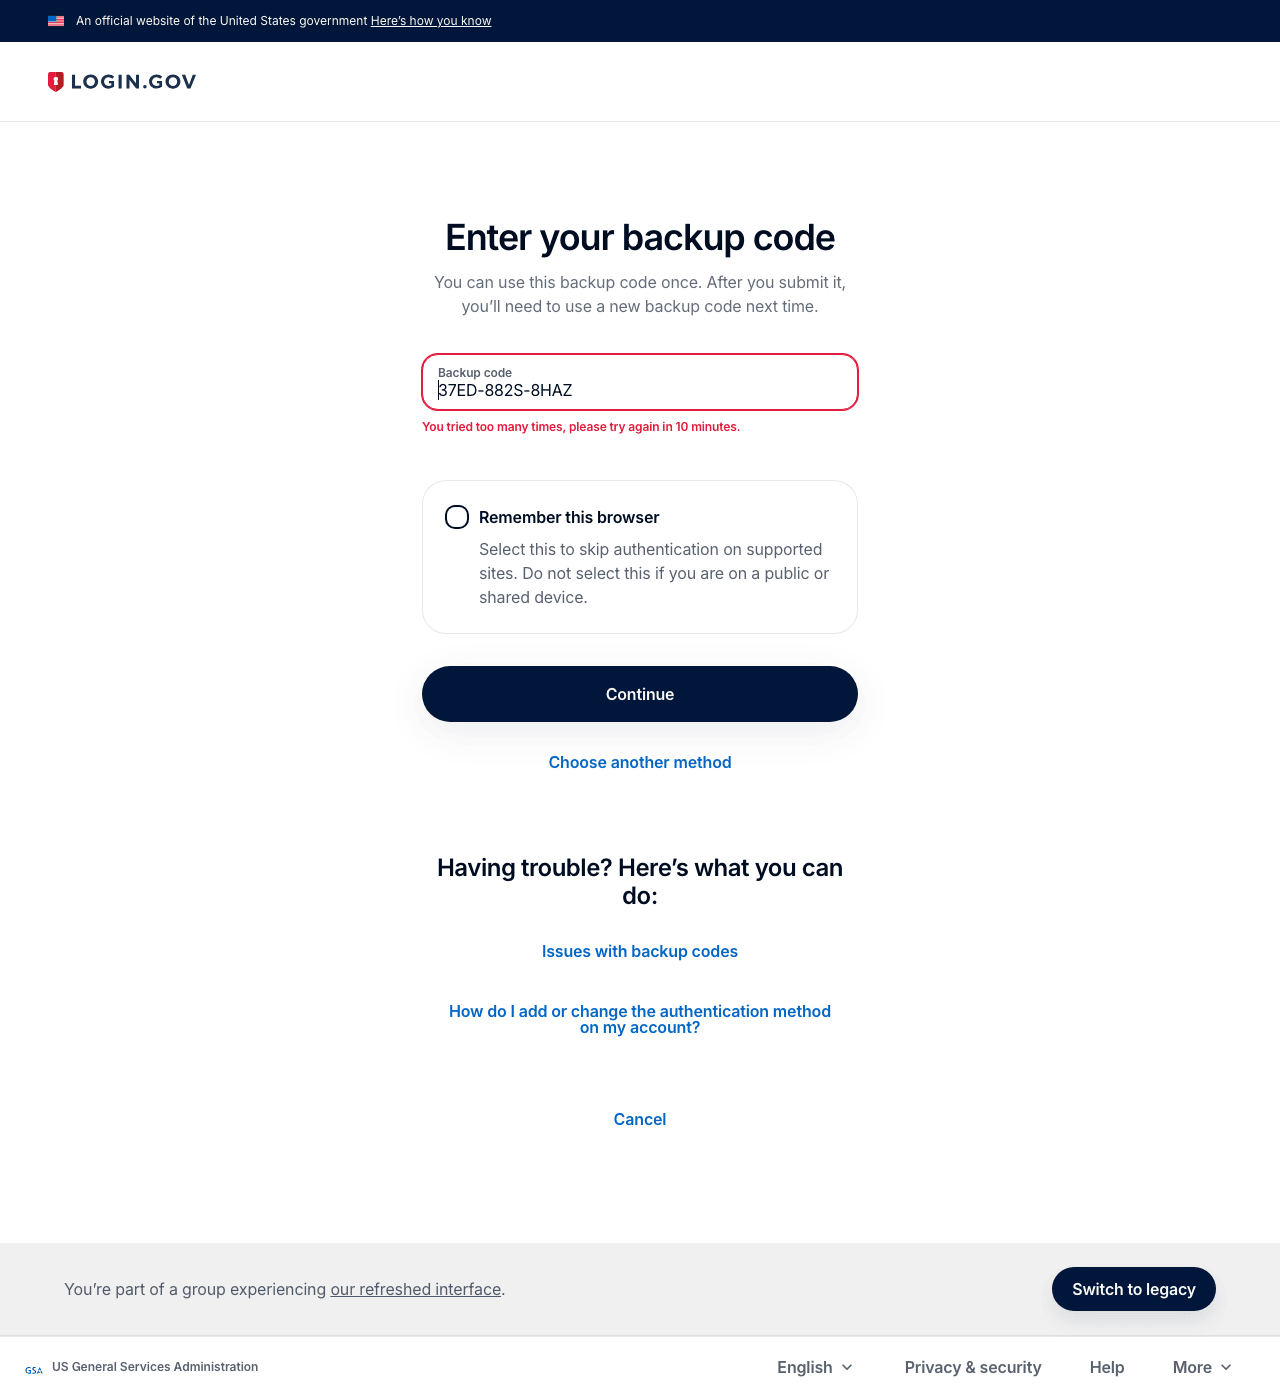 An official website of the United States government Here’s how you know
LOGIN.GOV
Enter your backup code
You can use this backup code once. After you submit it,
you’ll need to use a new backup code next time.
Backup code
37ED-882S-8HAZ
You tried too many times, please try again in 10 minutes.
Remember this browser
Select this to skip authentication on supported
sites. Do not select this if you are on a public or
shared device.
Continue
Choose another method
Having trouble? Here’s what you can
do:
Issues with backup codes
How do I add or change the authentication method
on my account?
Cancel
You’re part of a group experiencing our refreshed interface.
Switch to legacy
GSA US General Services Administration
English
Privacy & security
Help
More